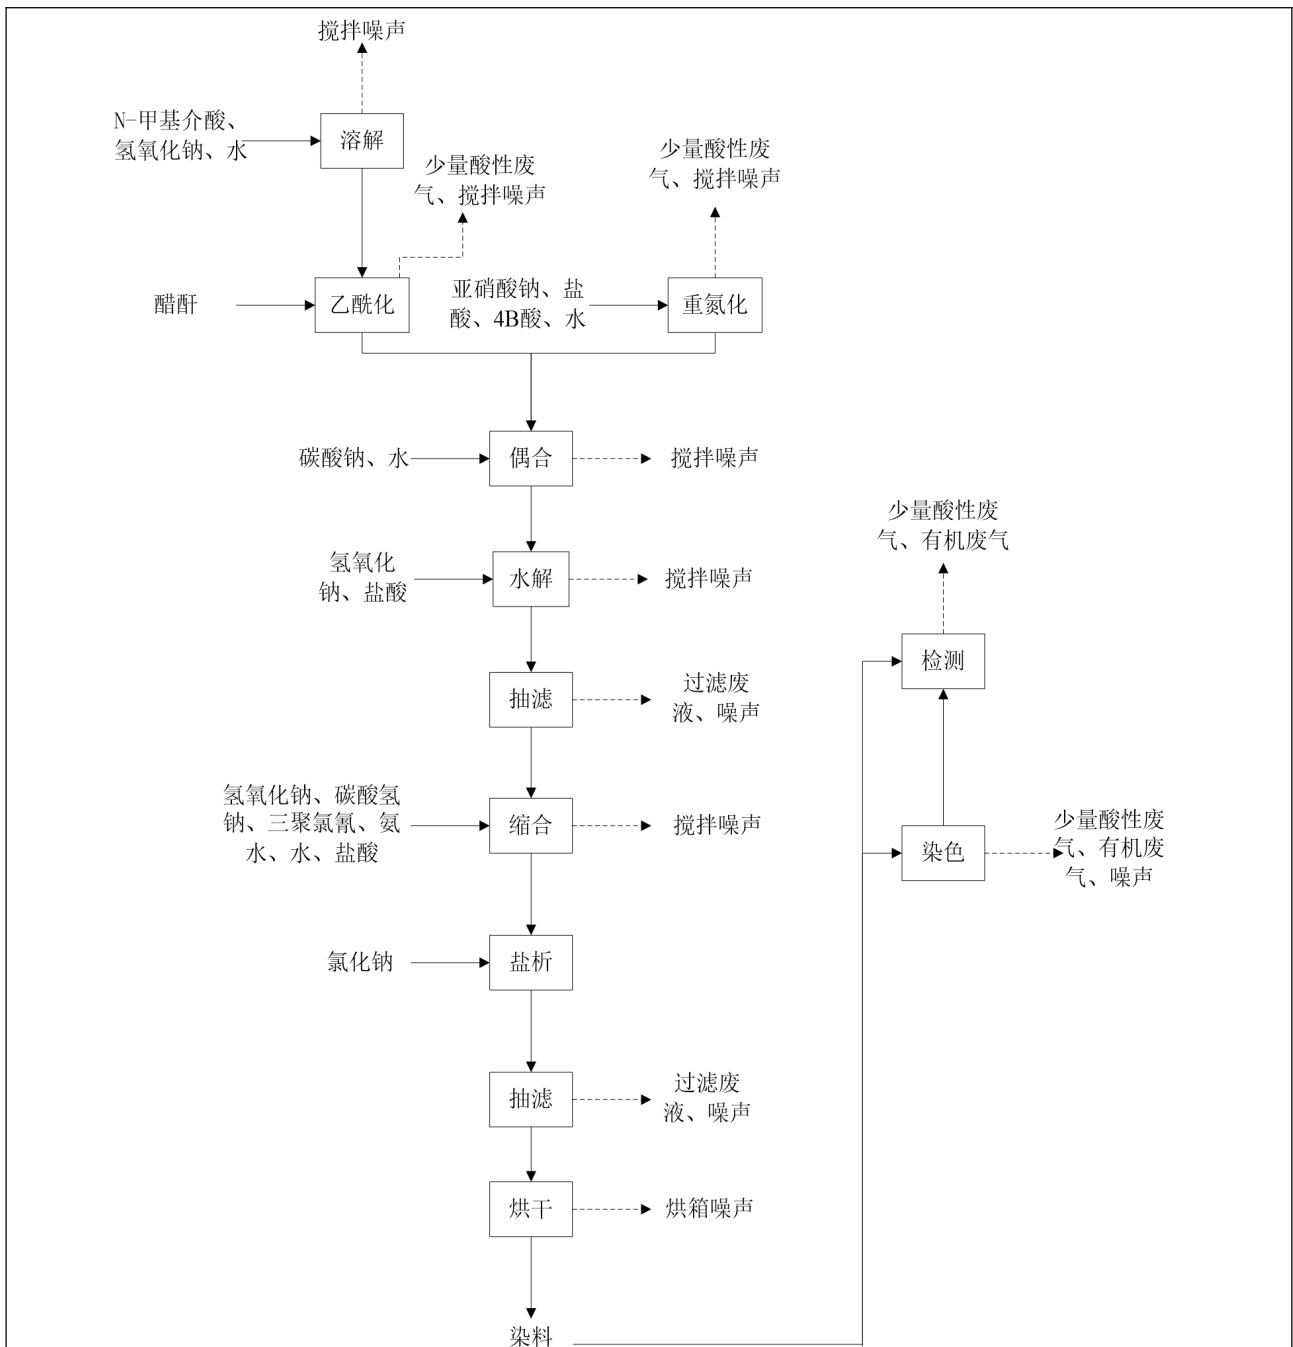 搅拌噪声
N-甲基介酸、
氢氧化钠、水
溶解
少量酸性废
气、搅拌噪声
少量酸性废
气、搅拌噪声
醋酐
乙酰化
亚硝酸钠、盐
酸、4B酸、水
重氮化
碳酸钠、水
偶合
搅拌噪声
氢氧化
钠、盐酸
水解
搅拌噪声
抽滤
过滤废
液、噪声
氢氧化钠、碳酸氢
钠、三聚氯氰、氨
水、水、盐酸
缩合
搅拌噪声
氯化钠
盐析
抽滤
过滤废
液、噪声
烘干
烘箱噪声
染料
少量酸性废
气、有机废气
检测
染色
少量酸性废
气、有机废
气、噪声